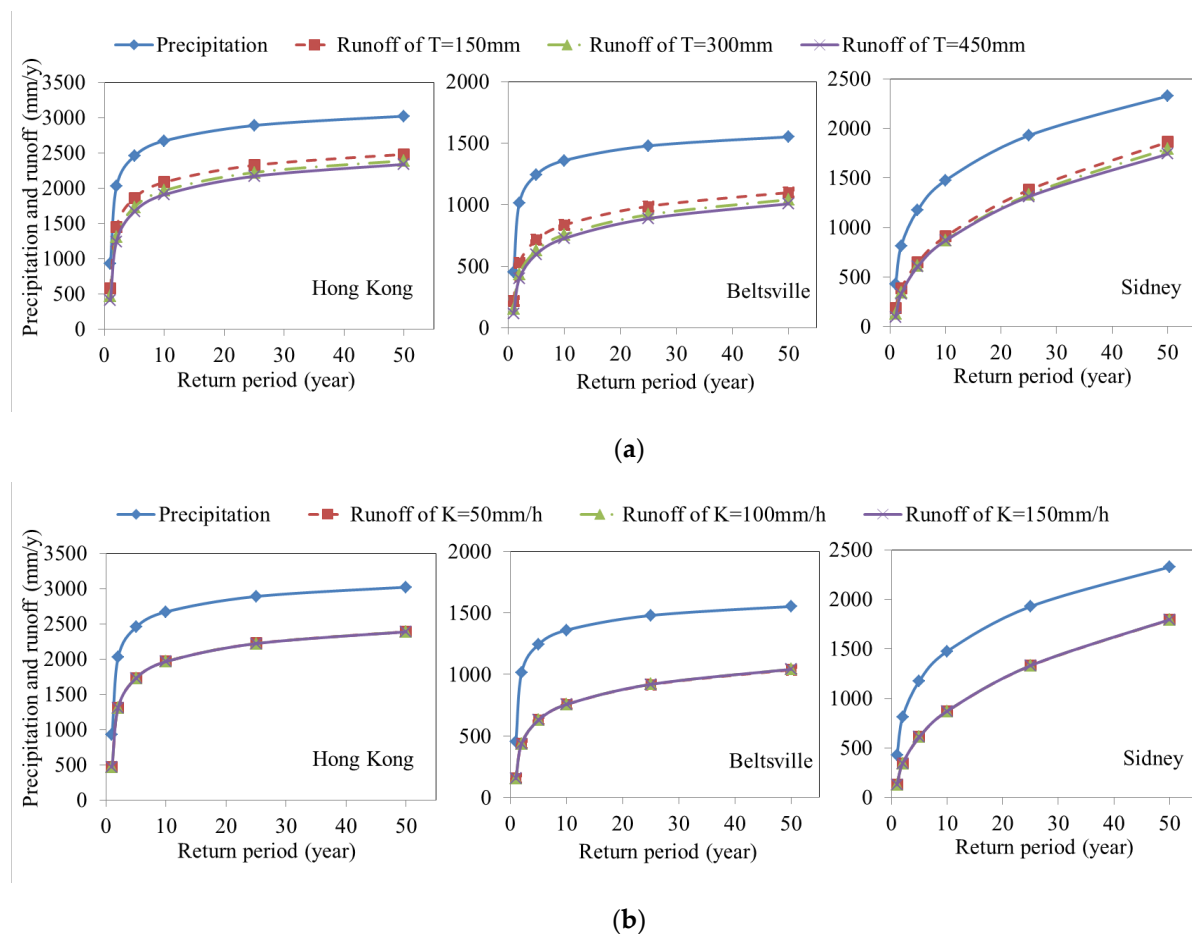 Precipitation Runoff of T=150mm Runoff of T=300mm Runoff of T=450mm
Precipitation and runoff (mm/y)
3500
3000
2500
2000
1500
1000
500
0
0 10 20 30 40 50
Return period (year)
Hong Kong
2000
1500
1000
500
0
0 10 20 30 40 50
Return period (year)
Beltsville
2500
2000
1500
1000
500
0
0 10 20 30 40 50
Return period (year)
Sidney
(a)
Precipitation Runoff of K=50mm/h Runoff of K=100mm/h Runoff of K=150mm/h
Precipitation and runoff (mm/y)
3500
3000
2500
2000
1500
1000
500
0
0 10 20 30 40 50
Return period (year)
Hong Kong
2000
1500
1000
500
0
0 10 20 30 40 50
Return period (year)
Beltsville
2500
2000
1500
1000
500
0
0 10 20 30 40 50
Return period (year)
Sidney
(b)